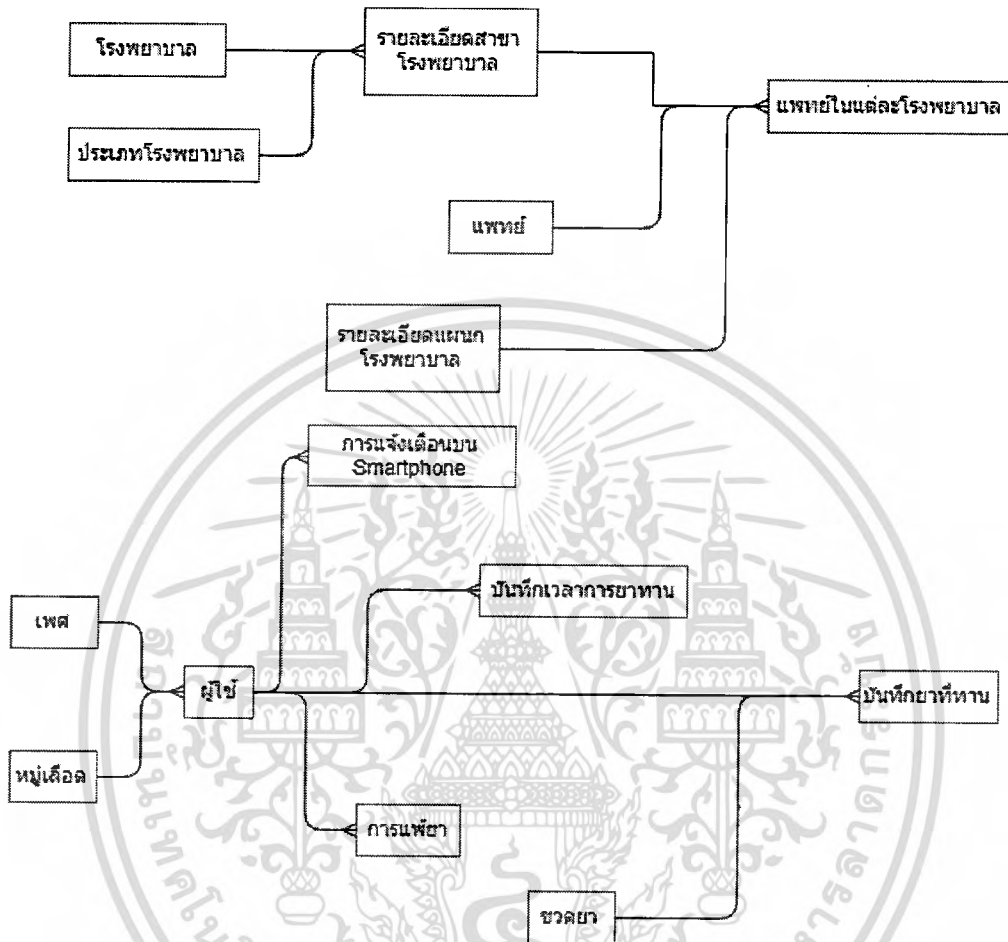 โรงพยาบาล
รายละเอียดสาขา
โรงพยาบาล
แพทย์ในแต่ละโรงพยาบาล
ประเภทโรงพยาบาล
แพทย์
รายละเอียดแผนก
โรงพยาบาล
การแจ้งเตือนบน
Smartphone
บันทึกเวลาการยาทาน
เพศ
ผู้ใช้
บันทึกยาที่ทาน
หมู่เลือด
การแพ้ยา
ขวดยา